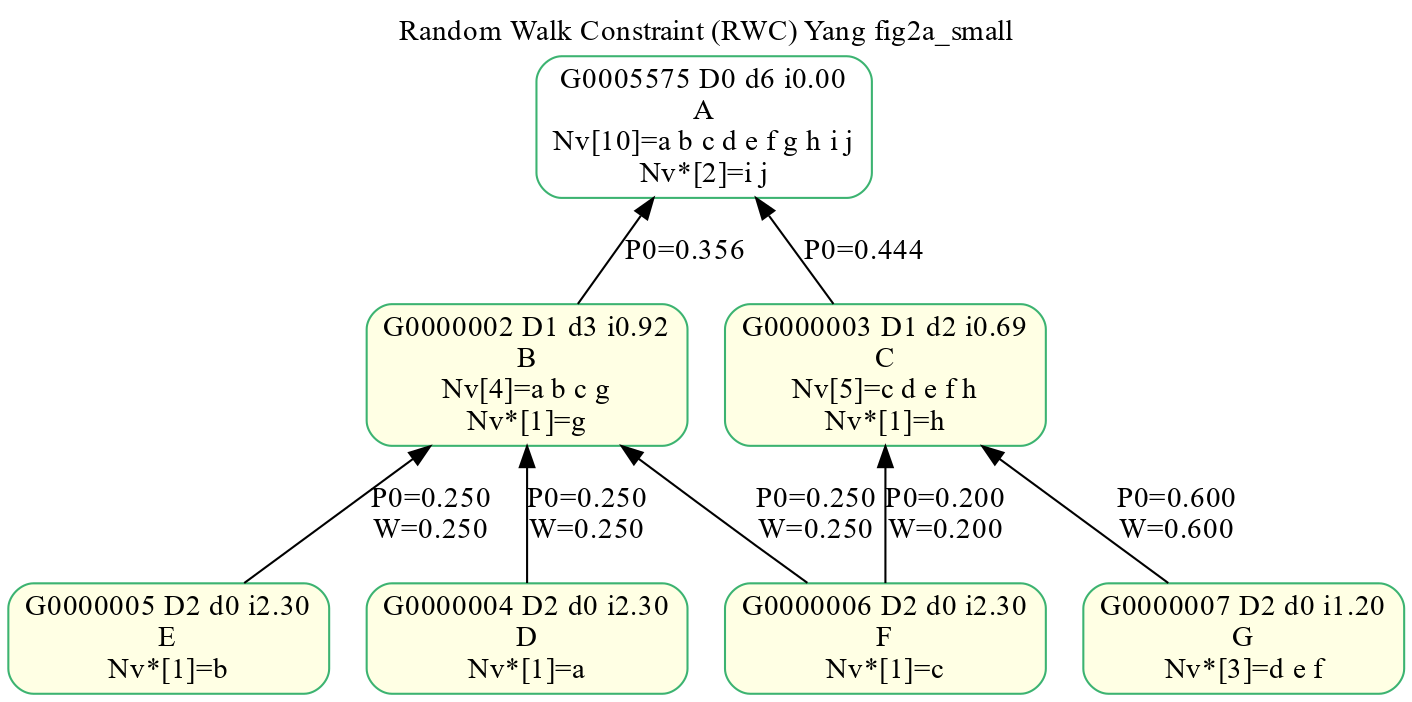 Random Walk Constraint (RWC) Yang fig2a_small
G0005575 D0 d6 i0.00
A
Nv[10]=a b c d e f g h i j
Nv*[2]=i j
P0=0.356
P0=0.444
G0000002 D1 d3 i0.92
B
Nv[4]=a b c g
Nv*[1]=g
G0000003 D1 d2 i0.69
C
Nv[5]=c d e f h
Nv*[1]=h
P0=0.250
W=0.250
P0=0.250
W=0.250
P0=0.250
W=0.250
P0=0.200
W=0.200
P0=0.600
W=0.600
G0000005 D2 d0 i2.30
E
Nv*[1]=b
G0000004 D2 d0 i2.30
D
Nv*[1]=a
G0000006 D2 d0 i2.30
F
Nv*[1]=c
G0000007 D2 d0 i1.20
G
Nv*[3]=d e f